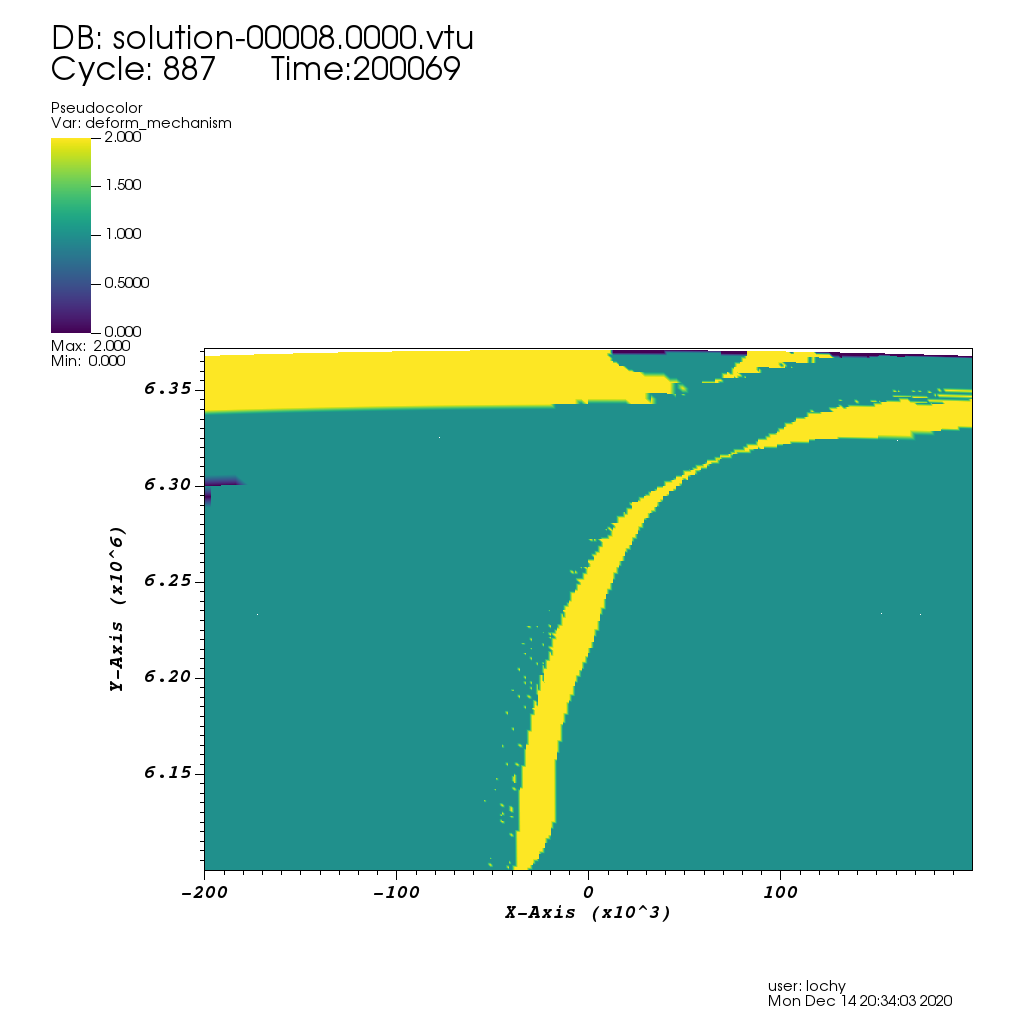 DB: solution-00008.0000.vtu
Cycle: 887 Time:200069
Pseudocolor
Var: deform_mechanism
2.000
1.500
1.000
0.5000
0.000
Max: 2.000
Min: 0.000
6.35
6.30
6.25
6.20
6.15
Y-Axis (x10^6)
-200 -100 0 100
X-Axis (x10^3)
user: lochy
Mon Dec 14 20:34:03 2020